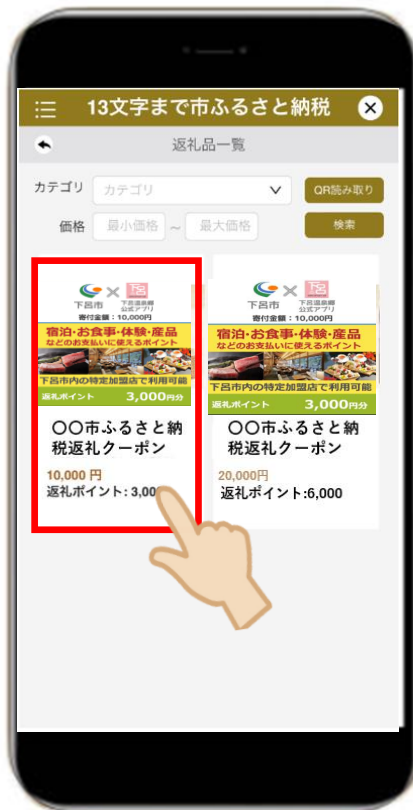 13文字まで市ふるさと納税
返礼品一覧
カテゴリ カテゴリ QR読み取り
価格 最小価格 ~ 最大価格 検索
下呂市 下呂温泉郷
公式アプリ
寄付金額:10,000円
宿泊・お食事・体験・産品
などのお支払いに使えるポイント
下呂市内の特定加盟店で利用可能
返礼ポイント 3,000円分
〇〇市ふるさと納
税返礼クーポン
10,000 円
返礼ポイント: 3,00
下呂市 下呂温泉郷
公式アプリ
寄付金額:10,000円
宿泊・お食事・体験・産品
などのお支払いに使えるポイント
下呂市内の特定加盟店で利用可能
返礼ポイント 3,000円分
〇〇市ふるさと納
税返礼クーポン
20,000円
返礼ポイント:6,000